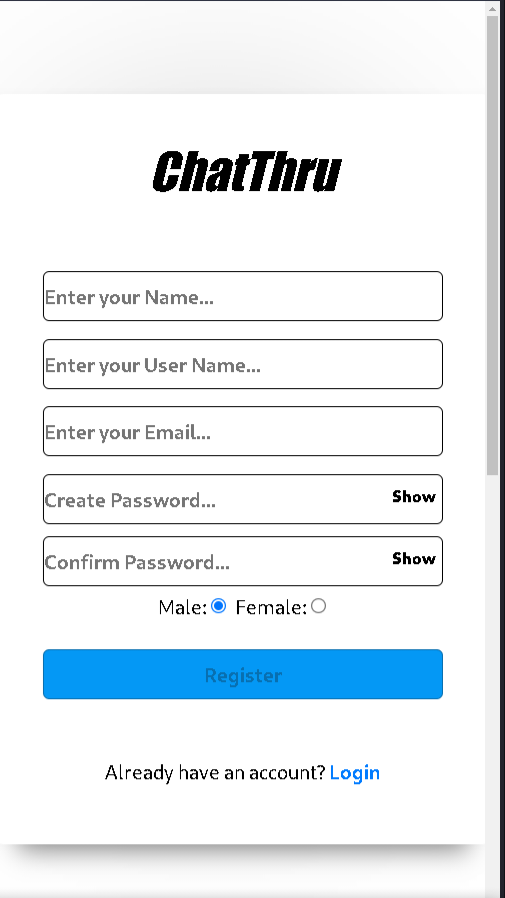 ChatThru
Enter your Name...
Enter your User Name...
Enter your Email...
Create Password... Show
Confirm Password... Show
Male: Female:
Register
Already have an account? Login